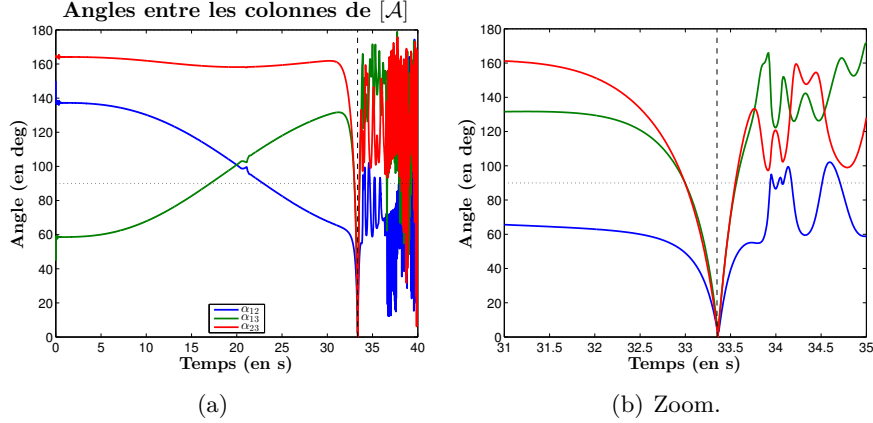 Angles entre les colonnes de [𝒜]
Angle (en deg)
180
160
140
120
100
80
60
40
20
0
α12
α13
α23
0 5 10 15 20 25 30 35 40
Temps (en s)
(a)
Angle (en deg)
180
160
140
120
100
80
60
40
20
0
31 31.5 32 32.5 33 33.5 34 34.5 35
Temps (en s)
(b) Zoom.